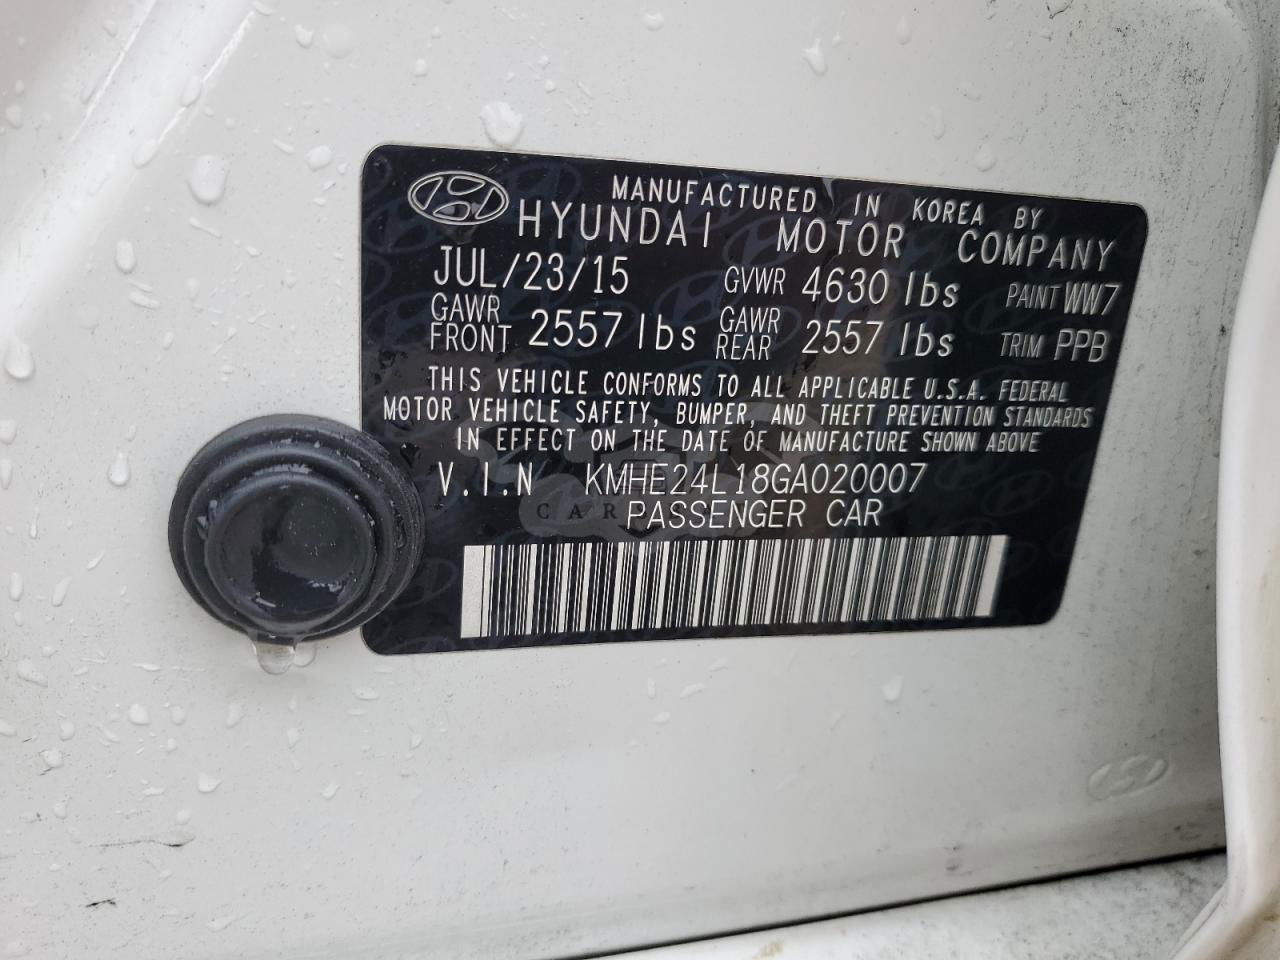 MANUFACTURED IN KOREA BY
HYUNDAI MOTOR COMPANY
JUL/23/15 GVWR 4630 lbs PAINT WW7
GAWR FRONT 2557 lbs GAWR REAR 2557 lbs TRIM PPB
THIS VEHICLE CONFORMS TO ALL APPLICABLE U.S.A. FEDERAL
MOTOR VEHICLE SAFETY, BUMPER, AND THEFT PREVENTION STANDARDS
IN EFFECT ON THE DATE OF MANUFACTURE SHOWN ABOVE
V.I.N KMHE24L18GA020007
PASSENGER CAR